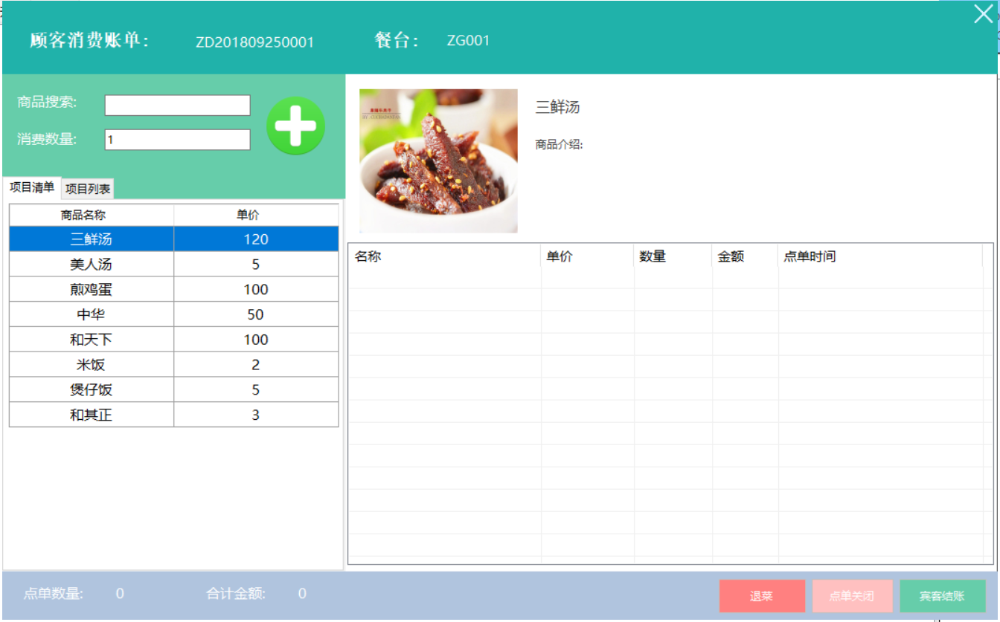 顾客消费账单： ZD201809250001 餐台： ZG001
商品搜索:
消费数量: 1
项目清单 项目列表
商品名称 单价
三鲜汤 120
美人汤 5
煎鸡蛋 100
中华 50
和天下 100
米饭 2
煲仔饭 5
和其正 3
三鲜汤
商品介绍:
名称 单价 数量 金额 点单时间
点单数量: 0 合计金额: 0 退菜 点单关闭 宾客结账